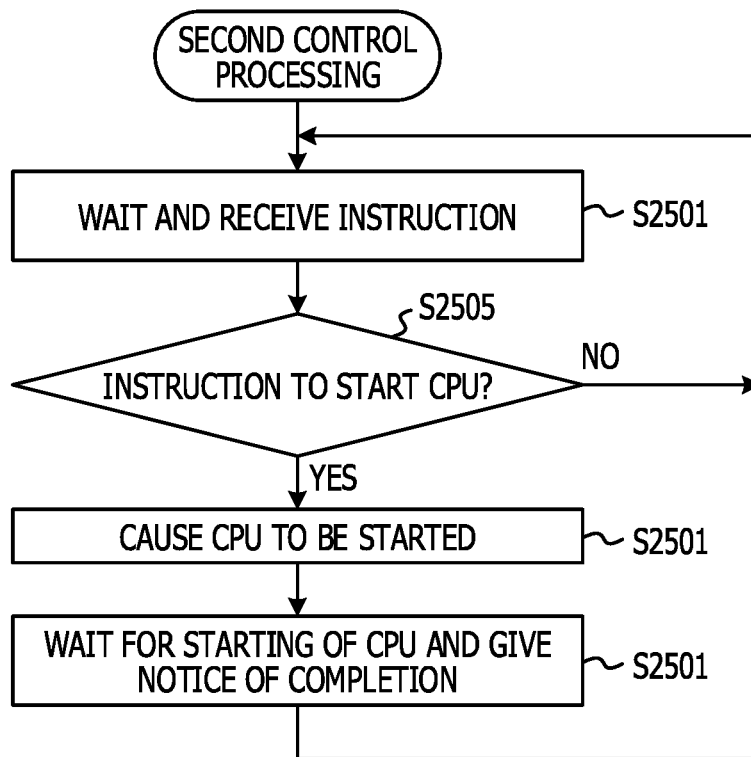 SECOND CONTROL
PROCESSING
WAIT AND RECEIVE INSTRUCTION
S2501
S2505
INSTRUCTION TO START CPU?
NO
YES
CAUSE CPU TO BE STARTED
S2501
WAIT FOR STARTING OF CPU AND GIVE
NOTICE OF COMPLETION
S2501